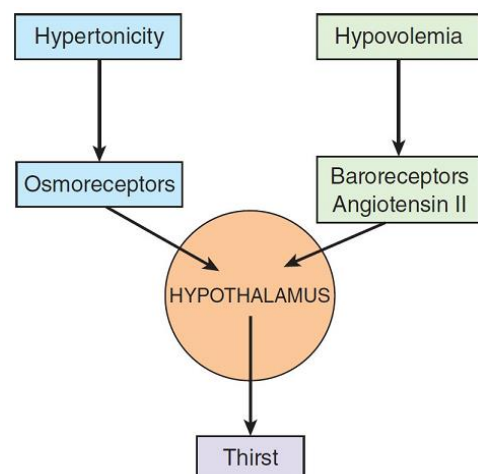 Hypertonicity
Hypovolemia
Osmoreceptors
Baroreceptors
Angiotensin II
HYPOTHALAMUS
Thirst